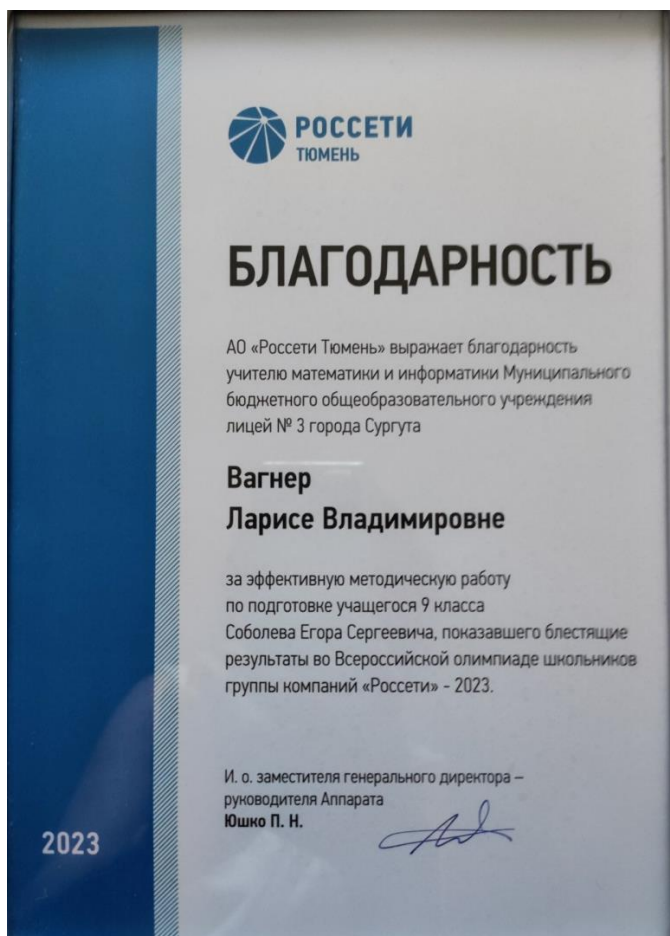 РОССЕТИ
ТЮМЕНЬ
БЛАГОДАРНОСТЬ
АО «Россети Тюмень» выражает благодарность
учителю математики и информатики Муниципального
бюджетного общеобразовательного учреждения
лицей № 3 города Сургута
Вагнер
Ларисе Владимировне
за эффективную методическую работу
по подготовке учащегося 9 класса
Соболева Егора Сергеевича, показавшего блестящие
результаты во Всероссийской олимпиаде школьников
группы компаний «Россети» - 2023.
И. о. заместителя генерального директора –
руководителя Аппарата
Юшко П. Н.
2023